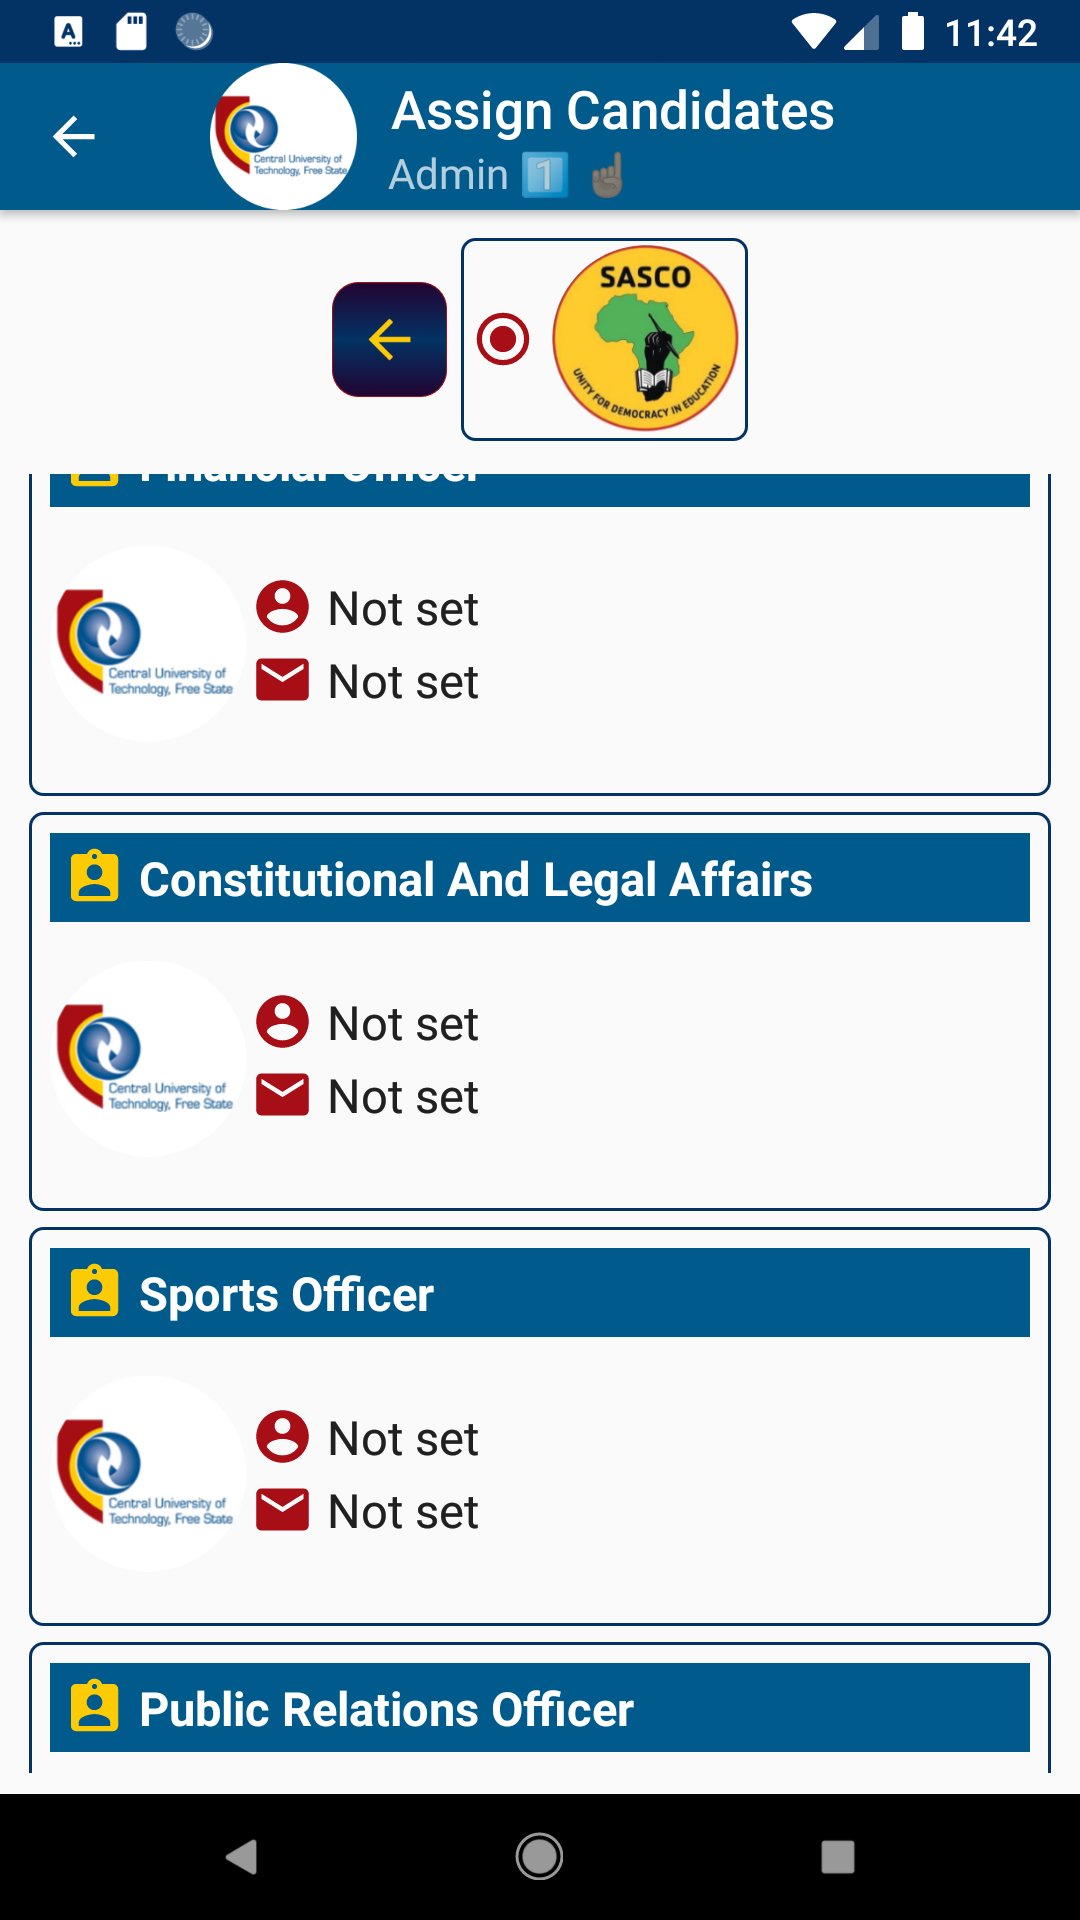 11:42
Assign Candidates
Admin 1️⃣ ☝🏾
Central University of
Technology, Free State
SASCO
UNITY FOR DEMOCRACY IN EDUCATION
Financial Officer
Central University of
Technology, Free State
Not set
Not set
Constitutional And Legal Affairs
Central University of
Technology, Free State
Not set
Not set
Sports Officer
Central University of
Technology, Free State
Not set
Not set
Public Relations Officer